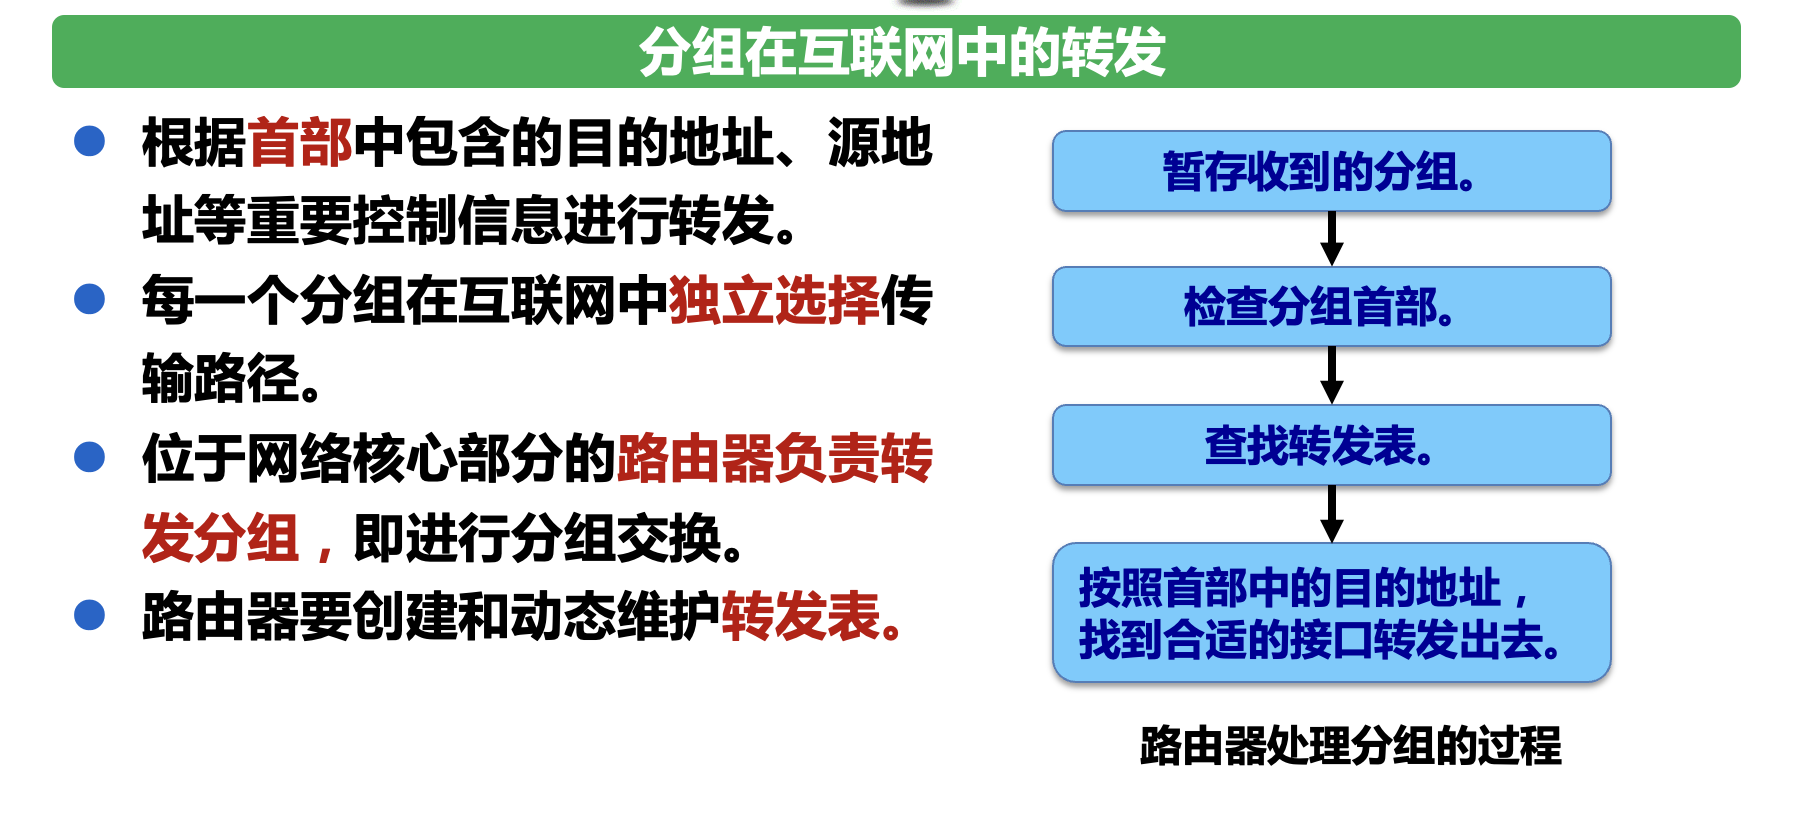 分组在互联网中的转发
根据首部中包含的目的地址、源地
址等重要控制信息进行转发。
每一个分组在互联网中独立选择传
输路径。
位于网络核心部分的路由器负责转
发分组，即进行分组交换。
路由器要创建和动态维护转发表。
暂存收到的分组。
检查分组首部。
查找转发表。
按照首部中的目的地址，
找到合适的接口转发出去。
路由器处理分组的过程